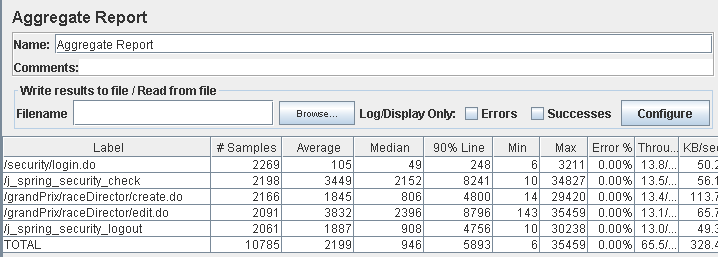 Aggregate Report
Name: Aggregate Report
Comments:
Write results to file / Read from file
Filename Browse... Log/Display Only: Errors Successes Configure
Label # Samples Average Median 90% Line Min Max Error % Throu... KB/sec
/security/login.do 2269 105 49 248 6 3211 0.00% 13.8/... 50.2
/j_spring_security_check 2198 3449 2152 8241 10 34827 0.00% 13.5/... 56.1
/grandPrix/raceDirector/create.do 2166 1845 806 4800 14 29420 0.00% 13.4/... 113.7
/grandPrix/raceDirector/edit.do 2091 3832 2396 8796 143 35459 0.00% 13.1/... 65.7
/j_spring_security_logout 2061 1887 908 4756 10 30238 0.00% 13.0/... 49.3
TOTAL 10785 2199 946 5893 6 35459 0.00% 65.5/... 328.4